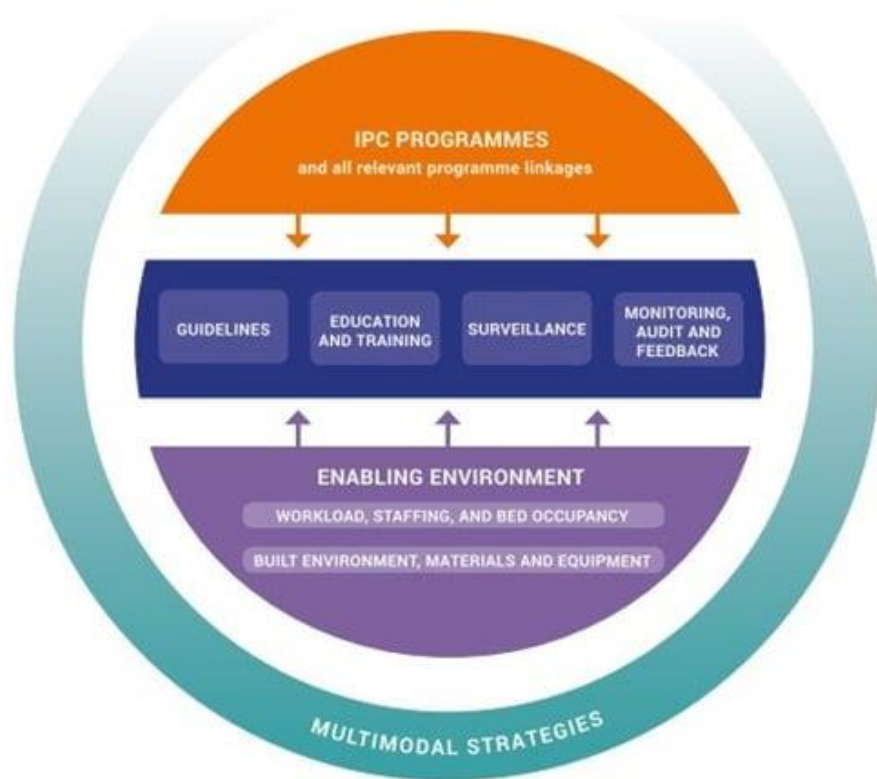 IPC PROGRAMMES
and all relevant programme linkages
GUIDELINES
EDUCATION
AND TRAINING
SURVEILLANCE
MONITORING,
AUDIT AND
FEEDBACK
ENABLING ENVIRONMENT
WORKLOAD, STAFFING, AND BED OCCUPANCY
BUILT ENVIRONMENT, MATERIALS AND EQUIPMENT
MULTIMODAL STRATEGIES